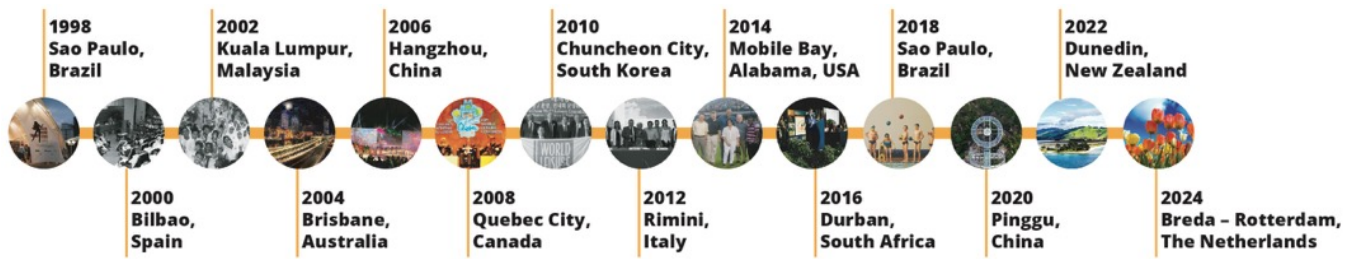 1998
Sao Paulo,
Brazil
2000
Bilbao,
Spain
2002
Kuala Lumpur,
Malaysia
2004
Brisbane,
Australia
2006
Hangzhou,
China
2008
Quebec City,
Canada
2010
Chuncheon City,
South Korea
WORLD
2012
Rimini,
Italy
2014
Mobile Bay,
Alabama, USA
2016
Durban,
South Africa
2018
Sao Paulo,
Brazil
2020
Pinggu,
China
2022
Dunedin,
New Zealand
2024
Breda – Rotterdam,
The Netherlands